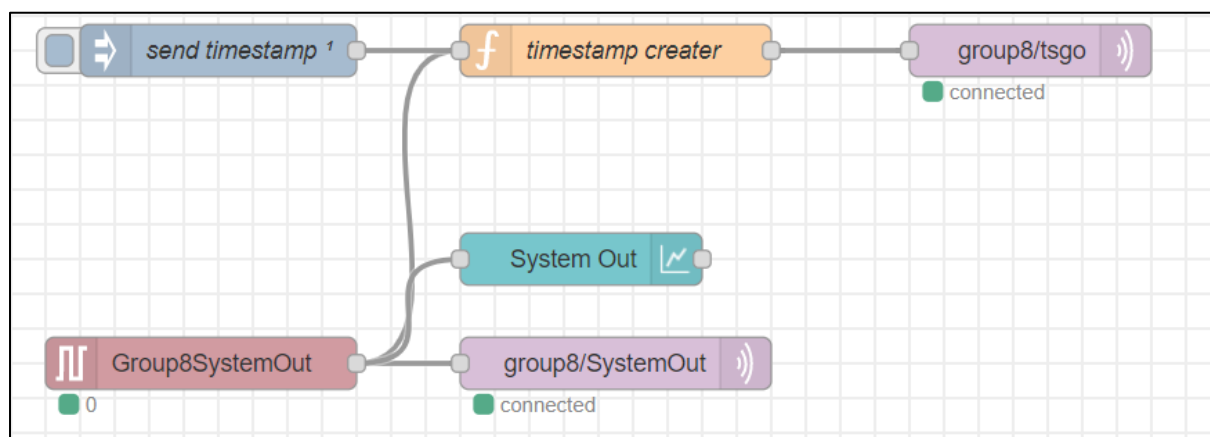 send timestamp ¹
timestamp creater
group8/tsgo
connected
System Out
Group8SystemOut
0
group8/SystemOut
connected